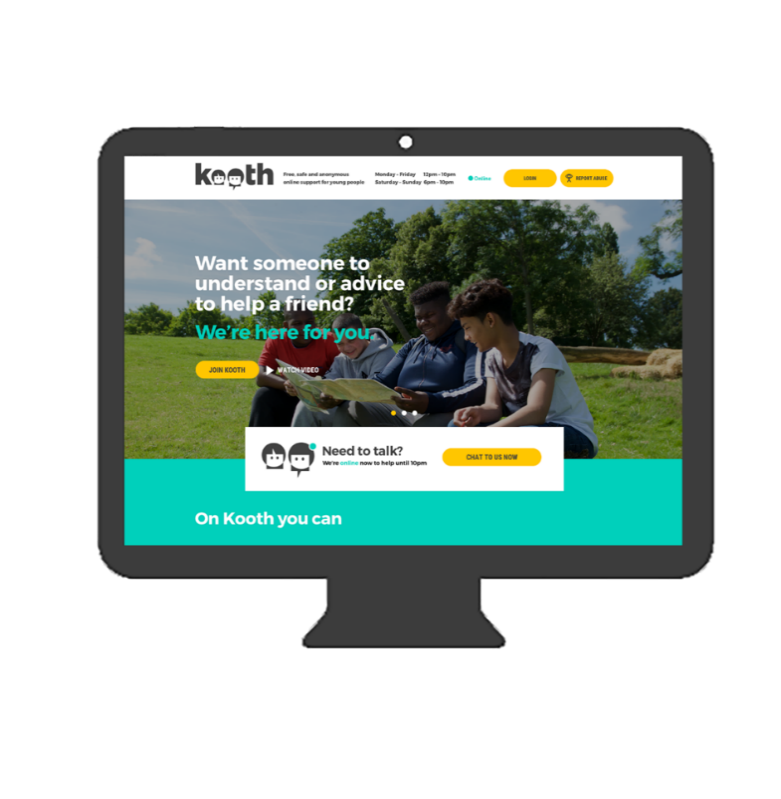 kooth
Free, safe and anonymous
online support for young people
Monday - Friday 12pm - 10pm
Saturday - Sunday 6pm - 10pm
Online
LOGIN
REPORT ABUSE
Want someone to
understand or advice
to help a friend?
We're here for you.
JOIN KOOTH
WATCH VIDEO
Need to talk?
We're online now to help until 10pm
CHAT TO US NOW
On Kooth you can